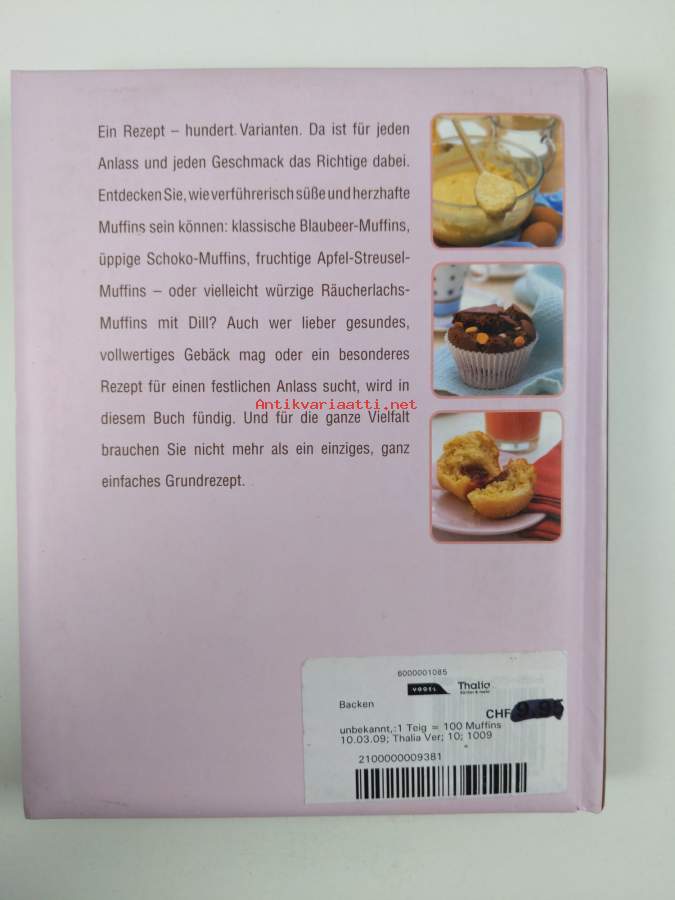 Ein Rezept – hundert Varianten. Da ist für jeden
Anlass und jeden Geschmack das Richtige dabei.
Entdecken Sie, wie verführerisch süße und herzhafte
Muffins sein können: klassische Blaubeer-Muffins,
üppige Schoko-Muffins, fruchtige Apfel-Streusel-
Muffins – oder vielleicht würzige Räucherlachs-
Muffins mit Dill? Auch wer lieber gesundes,
vollwertiges Gebäck mag oder ein besonderes
Rezept für einen festlichen Anlass sucht, wird in
diesem Buch fündig. Und für die ganze Vielfalt
brauchen Sie nicht mehr als ein einziges, ganz
einfaches Grundrezept.
Antikvariaatti.net
6000001085
VOGEL Thalia
Backen
CHF 9.95
unbekannt,:1 Teig = 100 Muffins
10.03.09; Thalia Ver; 10; 1009
2100000009381